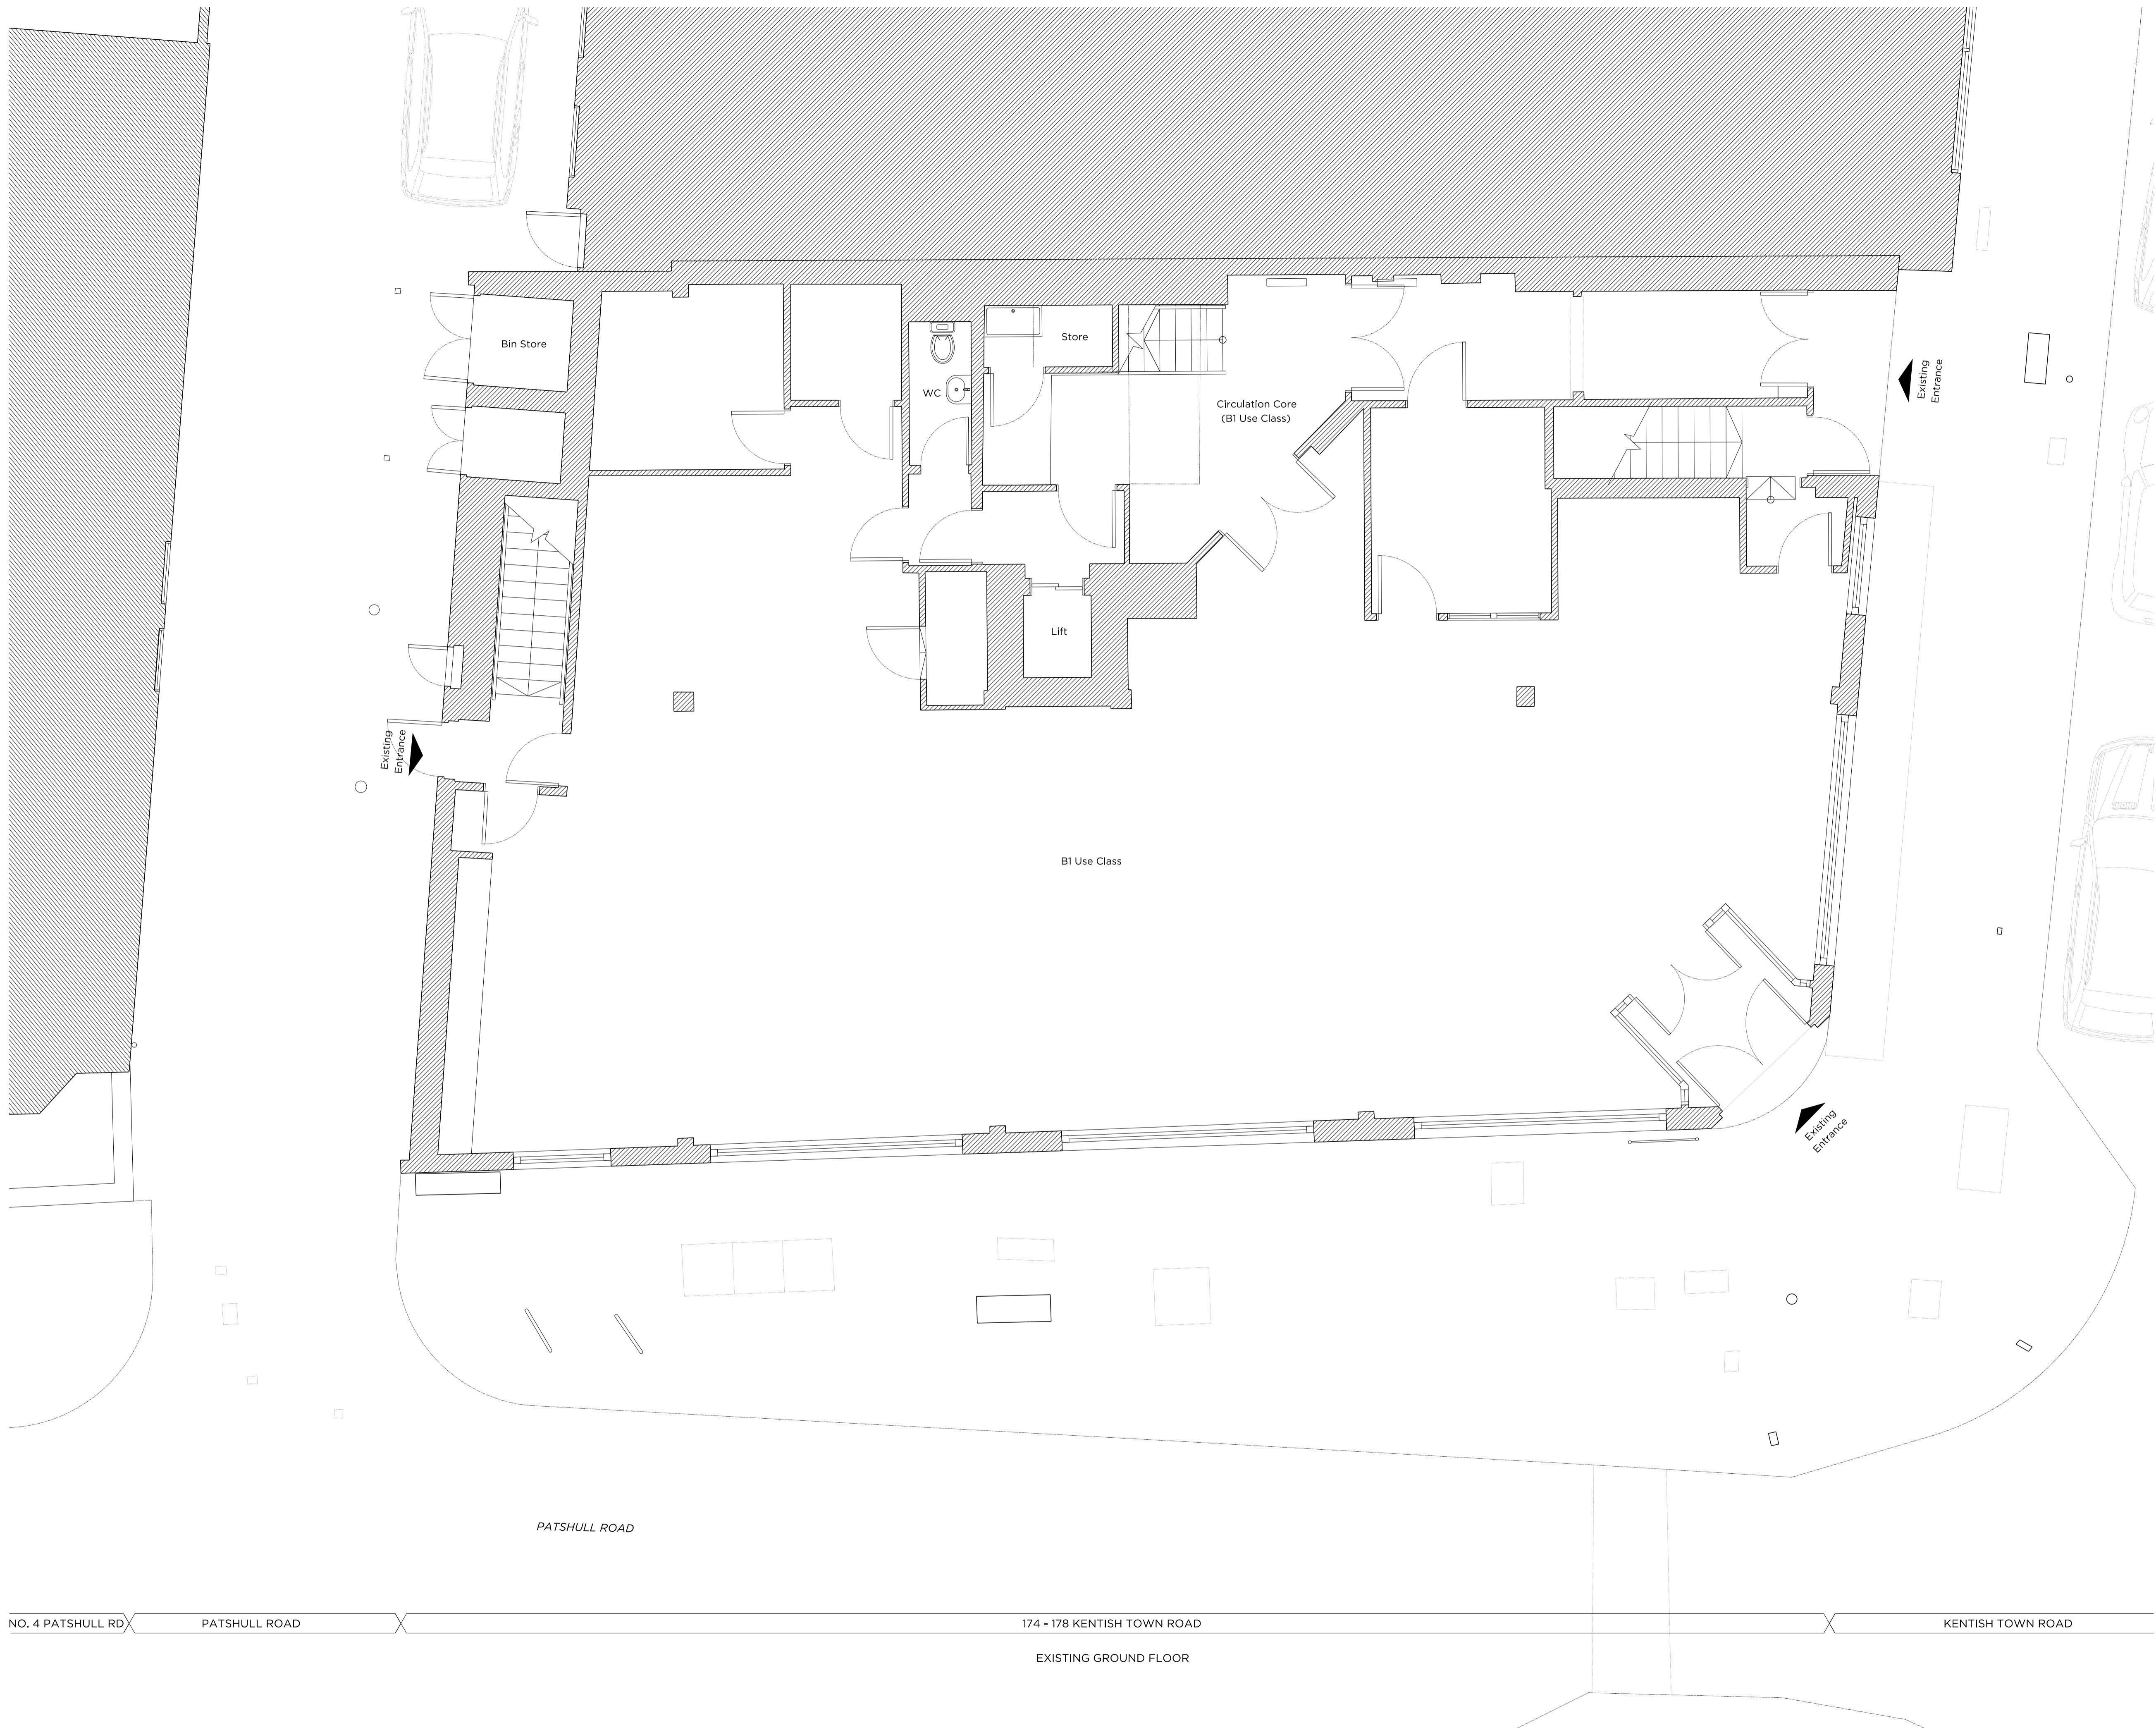 Bin Store
Store
WC
Circulation Core
(B1 Use Class)
Existing
Entrance
Lift
Existing
Entrance
B1 Use Class
Existing
Entrance
PATSHULL ROAD
NO. 4 PATSHULL RD
PATSHULL ROAD
174 - 178 KENTISH TOWN ROAD
KENTISH TOWN ROAD
EXISTING GROUND FLOOR